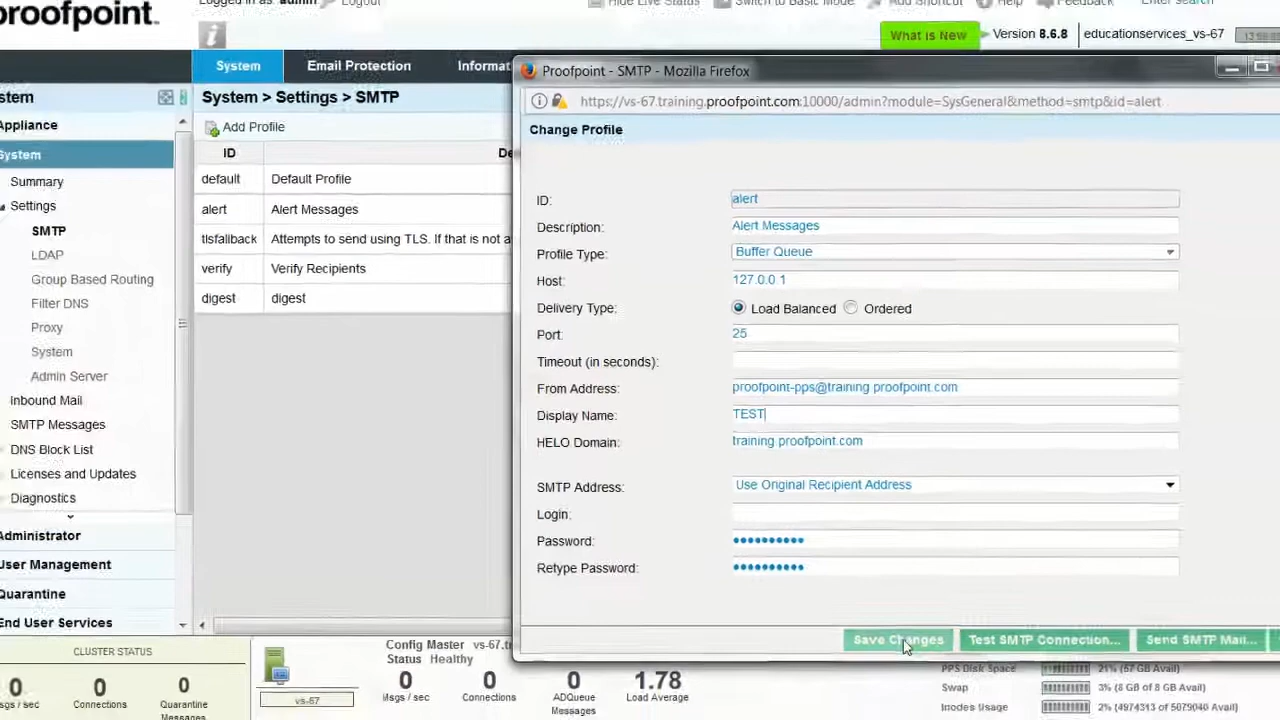 Logged in as: admin Logout Hide Live Status Switch to Basic Mode Add Shortcut Help Feedback Enter search
proofpoint.
What is New Version 8.6.8 educationservices_vs-67
System Email Protection Informat
stem System > Settings > SMTP
Appliance
System
Summary
Settings
SMTP
LDAP
Group Based Routing
Filter DNS
Proxy
System
Admin Server
Inbound Mail
SMTP Messages
DNS Block List
Licenses and Updates
Diagnostics
Administrator
User Management
Quarantine
End User Services
Add Profile
ID De
default Default Profile
alert Alert Messages
tlsfallback Attempts to send using TLS. If that is not a
verify Verify Recipients
digest digest
Proofpoint - SMTP - Mozilla Firefox
https://vs-67.training.proofpoint.com:10000/admin?module=SysGeneral&method=smtp&id=alert
Change Profile
ID: alert
Description: Alert Messages
Profile Type: Buffer Queue
Host: 127.0.0.1
Delivery Type: Load Balanced Ordered
Port: 25
Timeout (in seconds):
From Address: proofpoint-pps@training.proofpoint.com
Display Name: TEST
HELO Domain: training.proofpoint.com
SMTP Address: Use Original Recipient Address
Login:
Password: ••••••••••
Retype Password: ••••••••••
Save Changes Test SMTP Connection... Send SMTP Mail...
CLUSTER STATUS
0 0 0
Msgs / sec Connections Quarantine
Messages
vs-67
Config Master vs-67.tr
Status Healthy
0 0 0 1.78
Msgs / sec Connections ADQueue Load Average
Messages
PPS Disk Space 21% (57 GB Avail)
Swap 3% (8 GB of 8 GB Avail)
Inodes Usage 2% (4974313 of 5079040 Avail)